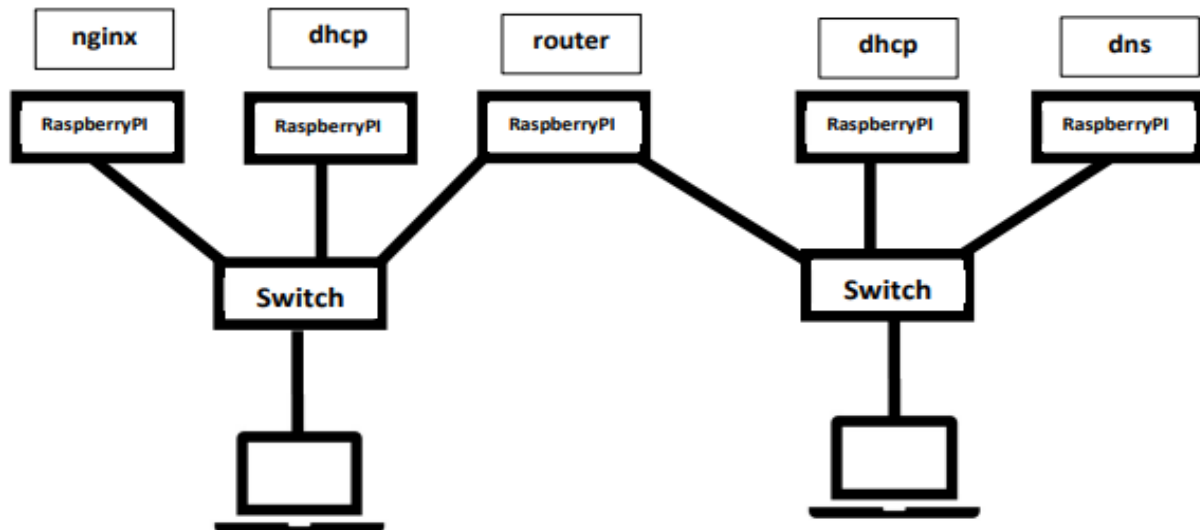 nginx
dhcp
router
dhcp
dns
RaspberryPI
RaspberryPI
RaspberryPI
RaspberryPI
RaspberryPI
Switch
Switch